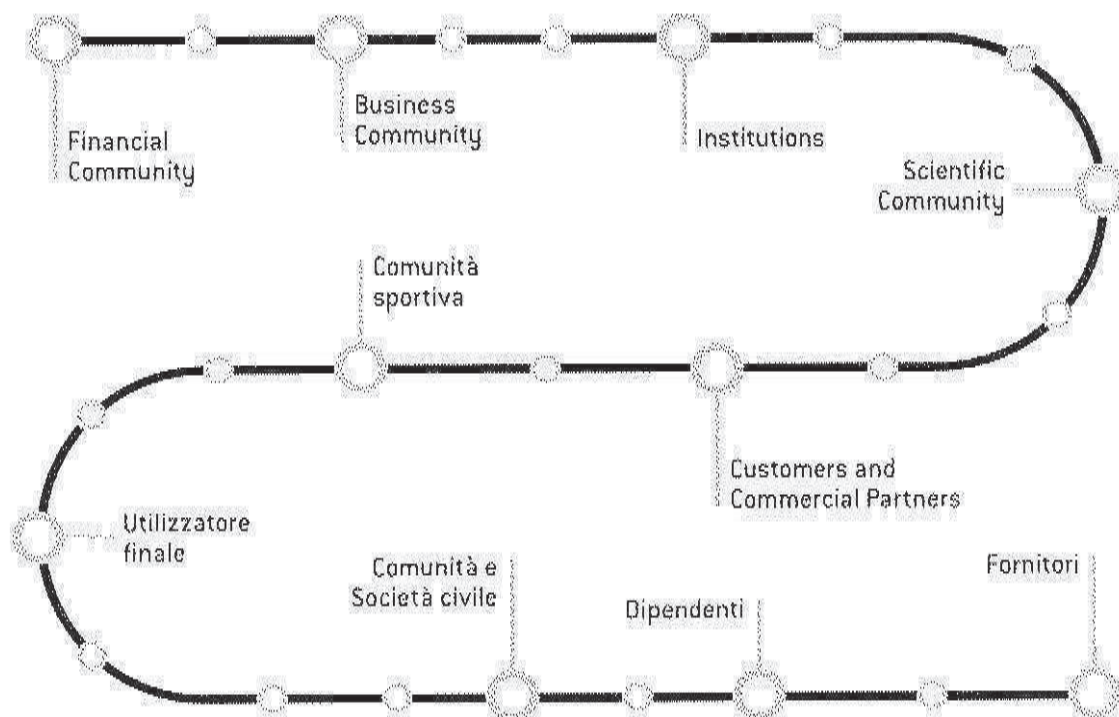 Financial
Community
Business
Community
Institutions
Scientific
Community
Comunità
sportiva
Customers and
Commercial Partners
Utilizzatore
finale
Comunità e
Società civile
Dipendenti
Fornitori